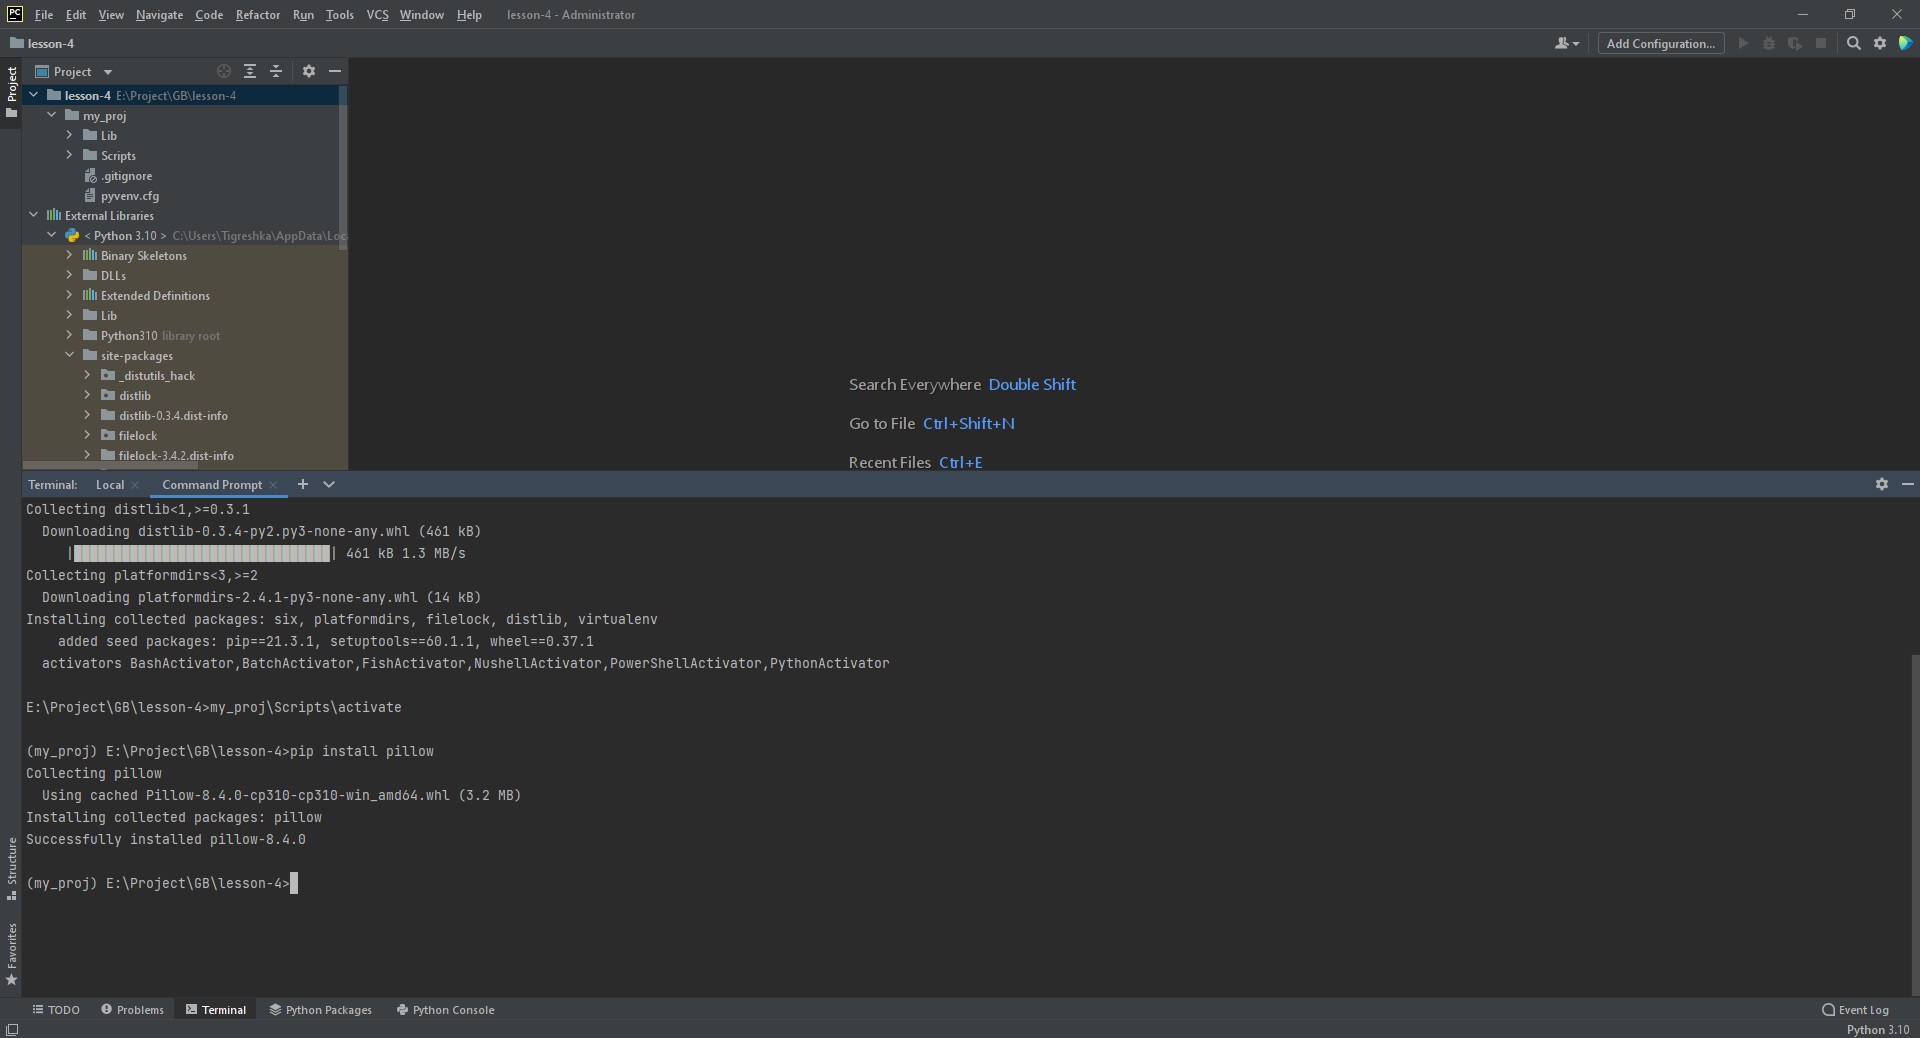 PC File Edit View Navigate Code Refactor Run Tools VCS Window Help lesson-4 - Administrator
lesson-4 Add Configuration...
Project
Project
lesson-4 E:\Project\GB\lesson-4
my_proj
Lib
Scripts
.gitignore
pyvenv.cfg
External Libraries
< Python 3.10 > C:\Users\Tigreshka\AppData\Loc
Binary Skeletons
DLLs
Extended Definitions
Lib
Python310 library root
site-packages
_distutils_hack
distlib
distlib-0.3.4.dist-info
filelock
filelock-3.4.2.dist-info
Search Everywhere Double Shift
Go to File Ctrl+Shift+N
Recent Files Ctrl+E
Terminal: Local Command Prompt
Collecting distlib<1,>=0.3.1
Downloading distlib-0.3.4-py2.py3-none-any.whl (461 kB)
|████████████████████████████████| 461 kB 1.3 MB/s
Collecting platformdirs<3,>=2
Downloading platformdirs-2.4.1-py3-none-any.whl (14 kB)
Installing collected packages: six, platformdirs, filelock, distlib, virtualenv
added seed packages: pip==21.3.1, setuptools==60.1.1, wheel==0.37.1
activators BashActivator,BatchActivator,FishActivator,NushellActivator,PowerShellActivator,PythonActivator
E:\Project\GB\lesson-4>my_proj\Scripts\activate
(my_proj) E:\Project\GB\lesson-4>pip install pillow
Collecting pillow
Using cached Pillow-8.4.0-cp310-cp310-win_amd64.whl (3.2 MB)
Installing collected packages: pillow
Successfully installed pillow-8.4.0
(my_proj) E:\Project\GB\lesson-4>
Structure
Favorites
TODO Problems Terminal Python Packages Python Console Event Log
Python 3.10